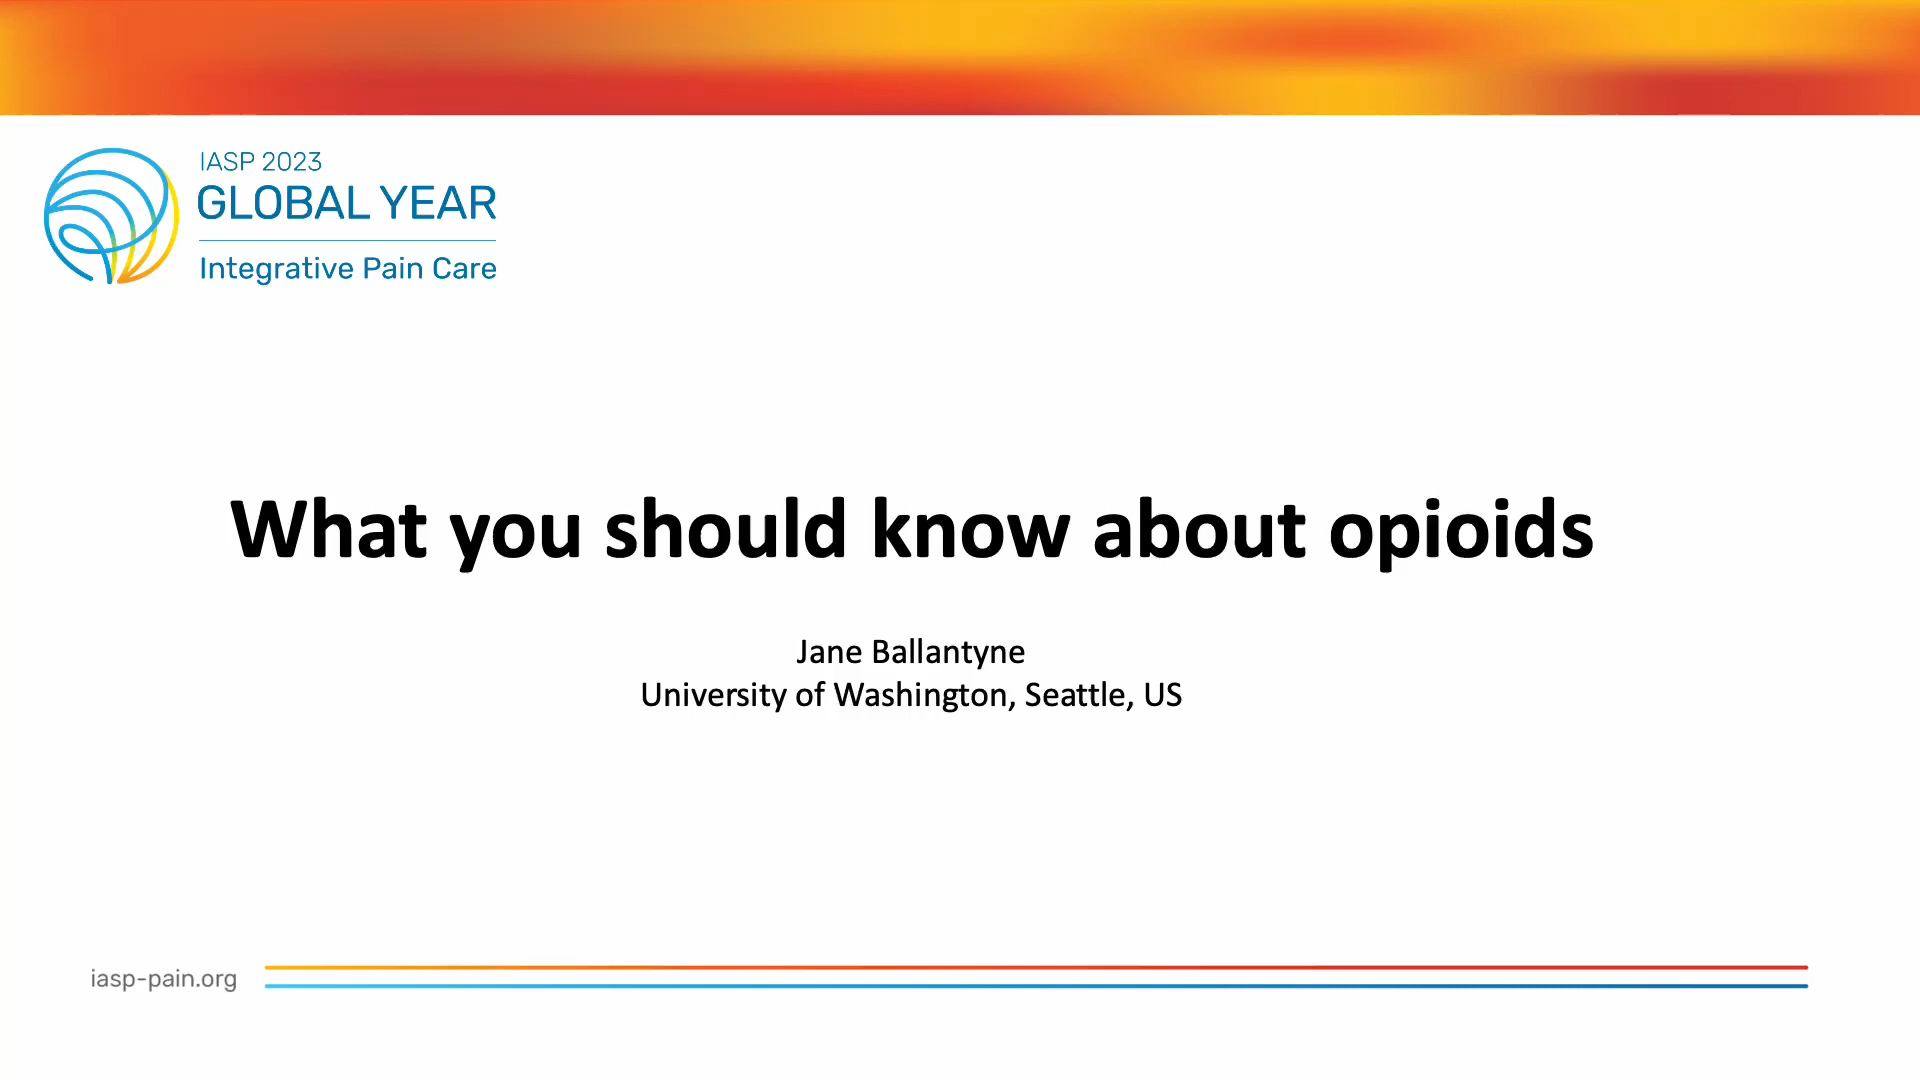 IASP 2023
GLOBAL YEAR
Integrative Pain Care
What you should know about opioids
Jane Ballantyne
University of Washington, Seattle, US
iasp-pain.org